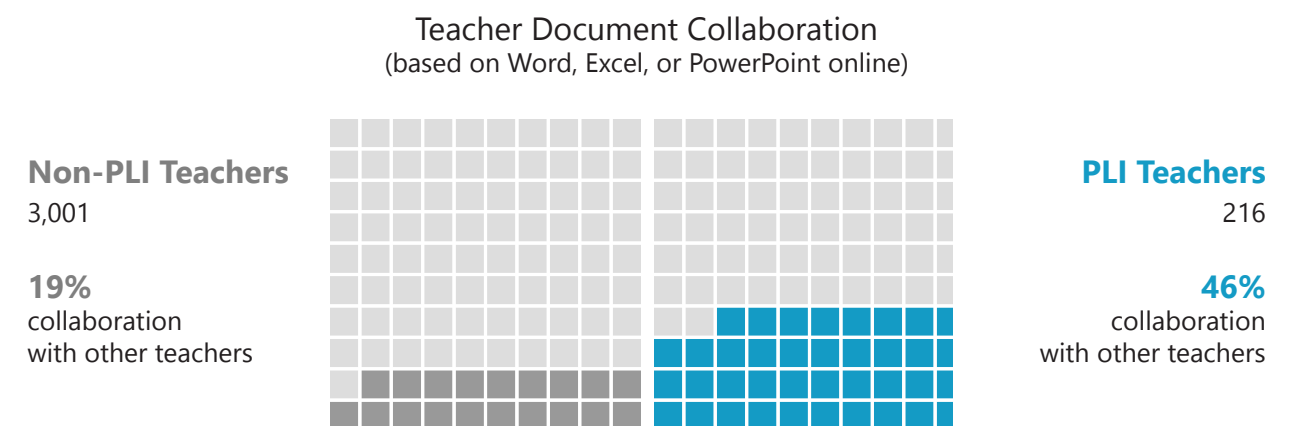 Teacher Document Collaboration
(based on Word, Excel, or PowerPoint online)
Non-PLI Teachers
3,001
19%
collaboration
with other teachers
PLI Teachers
216
46%
collaboration
with other teachers